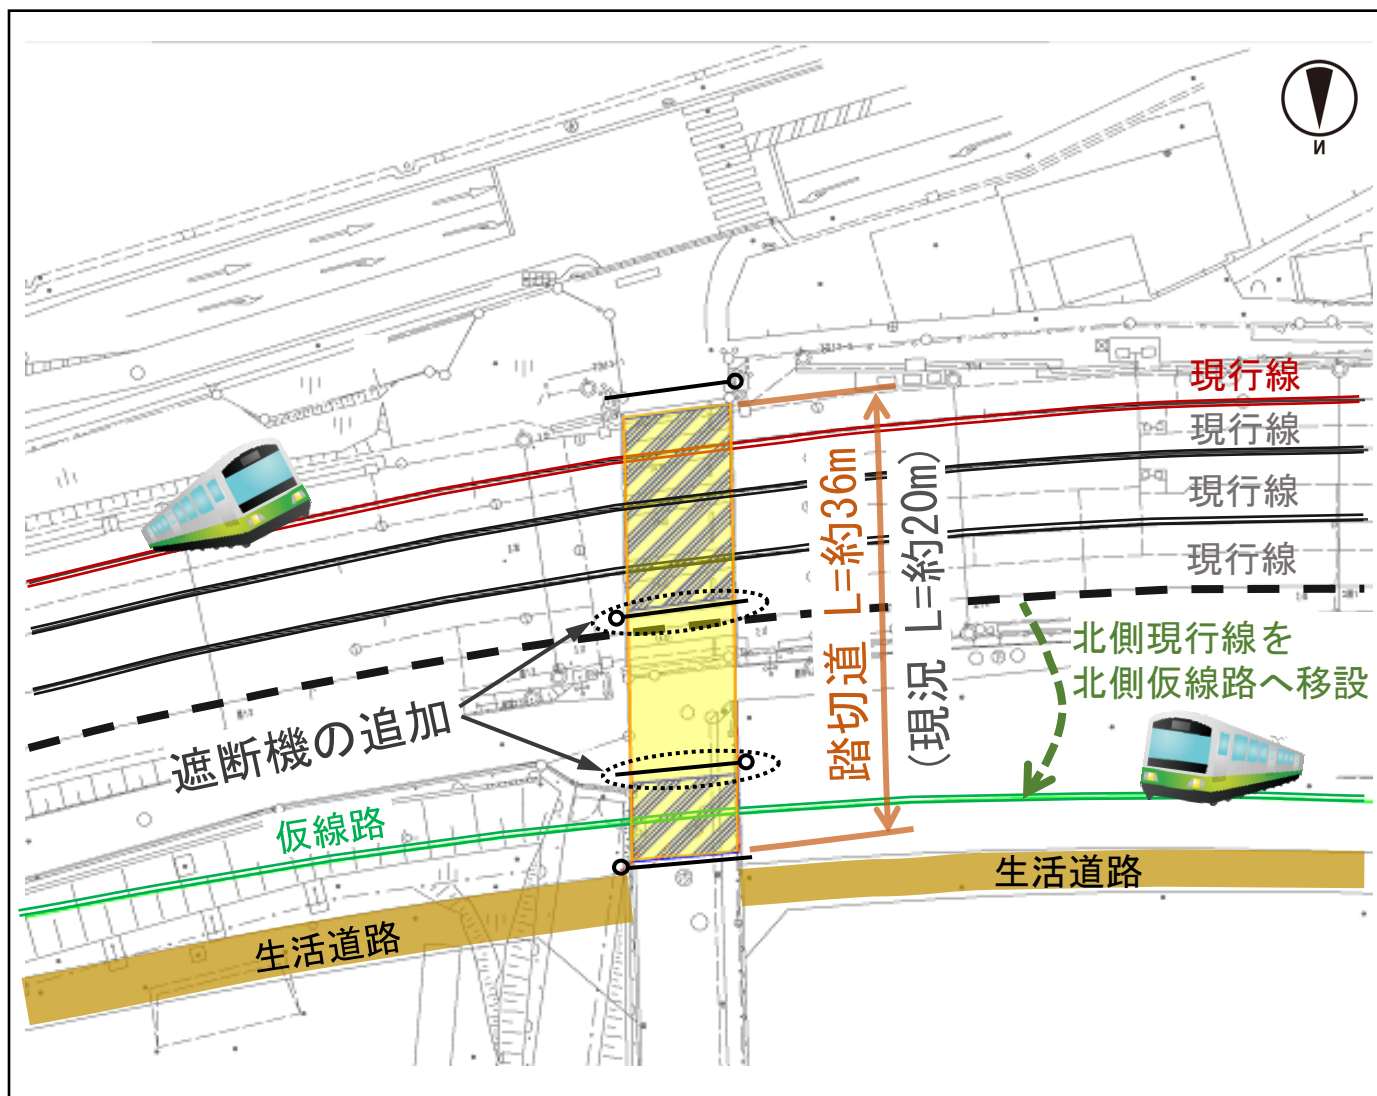 N
現行線
現行線
現行線
現行線
踏切道 L=約36m
(現況 L=約20m)
北側現行線を
北側仮線路へ移設
遮断機の追加
仮線路
生活道路
生活道路